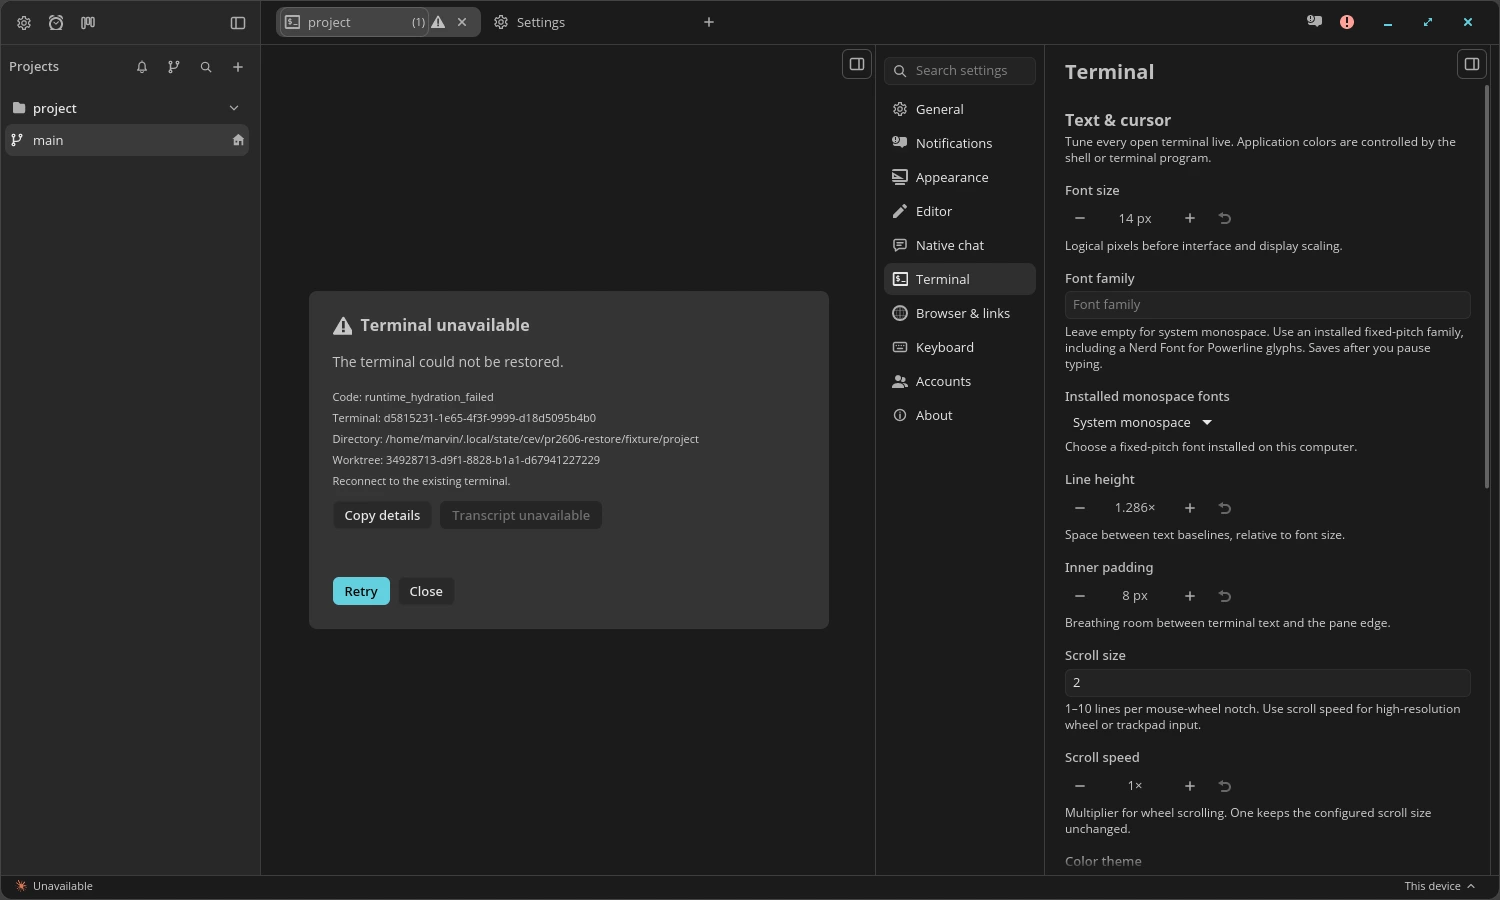 project
(1)
Settings
Projects
project
main
Terminal unavailable
The terminal could not be restored.
Code: runtime_hydration_failed
Terminal: d5815231-1e65-4f3f-9999-d18d5095b4b0
Directory: /home/marvin/.local/state/cev/pr2606-restore/fixture/project
Worktree: 34928713-d9f1-8828-b1a1-d67941227229
Reconnect to the existing terminal.
Copy details
Transcript unavailable
Retry
Close
Search settings
General
Notifications
Appearance
Editor
Native chat
Terminal
Browser & links
Keyboard
Accounts
About
Terminal
Text & cursor
Tune every open terminal live. Application colors are controlled by the
shell or terminal program.
Font size
14 px
Logical pixels before interface and display scaling.
Font family
Font family
Leave empty for system monospace. Use an installed fixed-pitch family,
including a Nerd Font for Powerline glyphs. Saves after you pause
typing.
Installed monospace fonts
System monospace
Choose a fixed-pitch font installed on this computer.
Line height
1.286×
Space between text baselines, relative to font size.
Inner padding
8 px
Breathing room between terminal text and the pane edge.
Scroll size
2
1–10 lines per mouse-wheel notch. Use scroll speed for high-resolution
wheel or trackpad input.
Scroll speed
1×
Multiplier for wheel scrolling. One keeps the configured scroll size
unchanged.
Color theme
Unavailable
This device